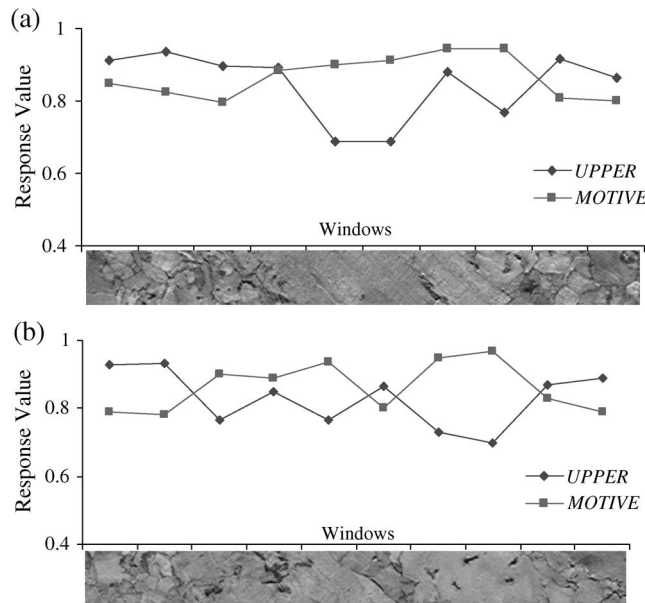 (a)
1
0.8
0.6
0.4
Response Value
UPPER
MOTIVE
Windows
(b)
1
0.8
0.6
0.4
Response Value
UPPER
MOTIVE
Windows